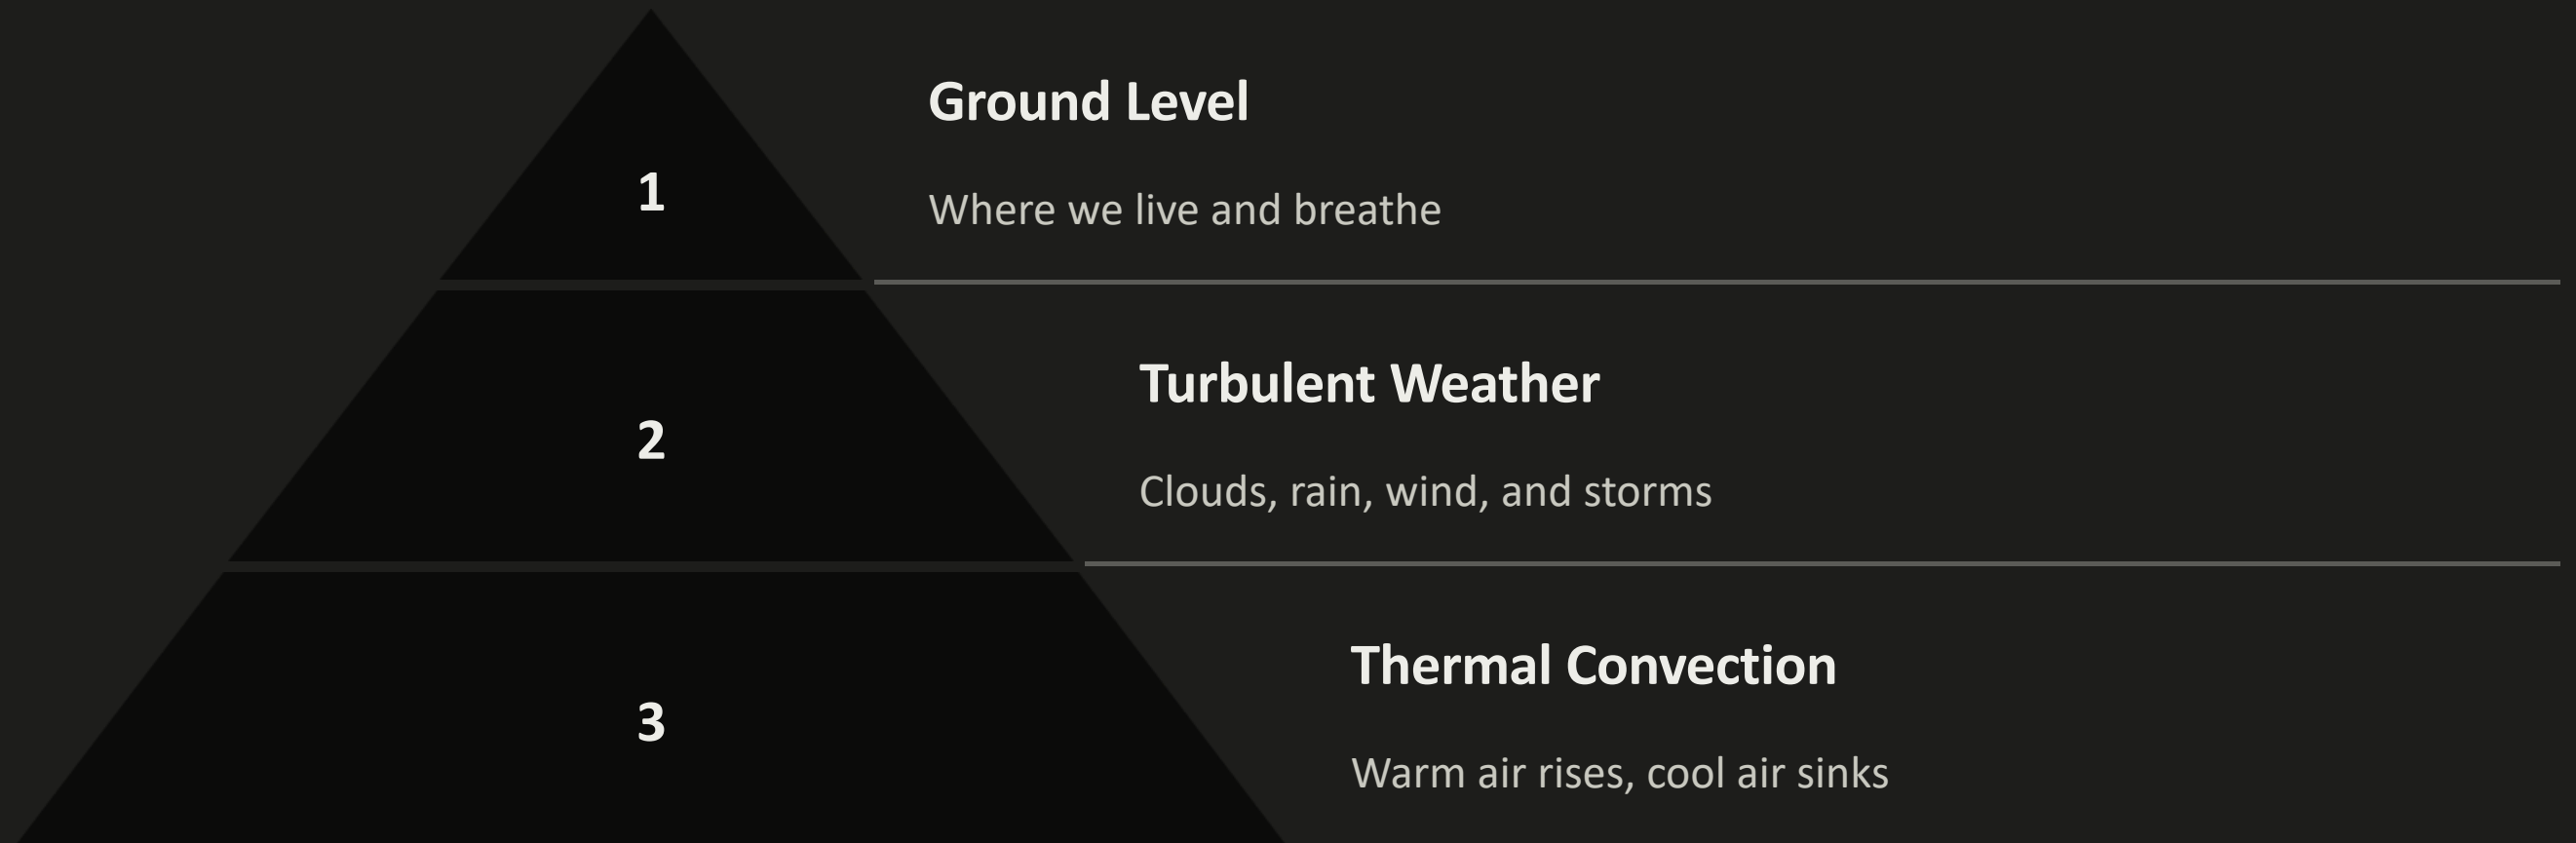 1
Ground Level
Where we live and breathe
2
Turbulent Weather
Clouds, rain, wind, and storms
3
Thermal Convection
Warm air rises, cool air sinks